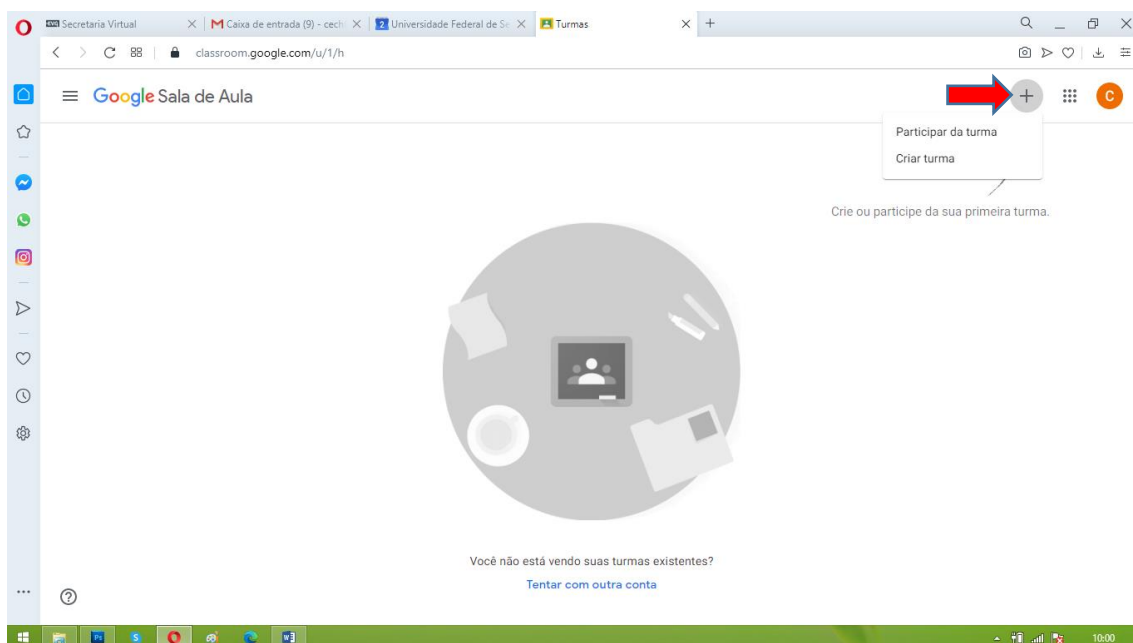 Secretaria Virtual
Caixa de entrada (9) - cech
Universidade Federal de Se
Turmas
classroom.google.com/u/1/h
Google Sala de Aula
C
Participar da turma
Criar turma
Crie ou participe da sua primeira turma.
Você não está vendo suas turmas existentes?
Tentar com outra conta
10:00